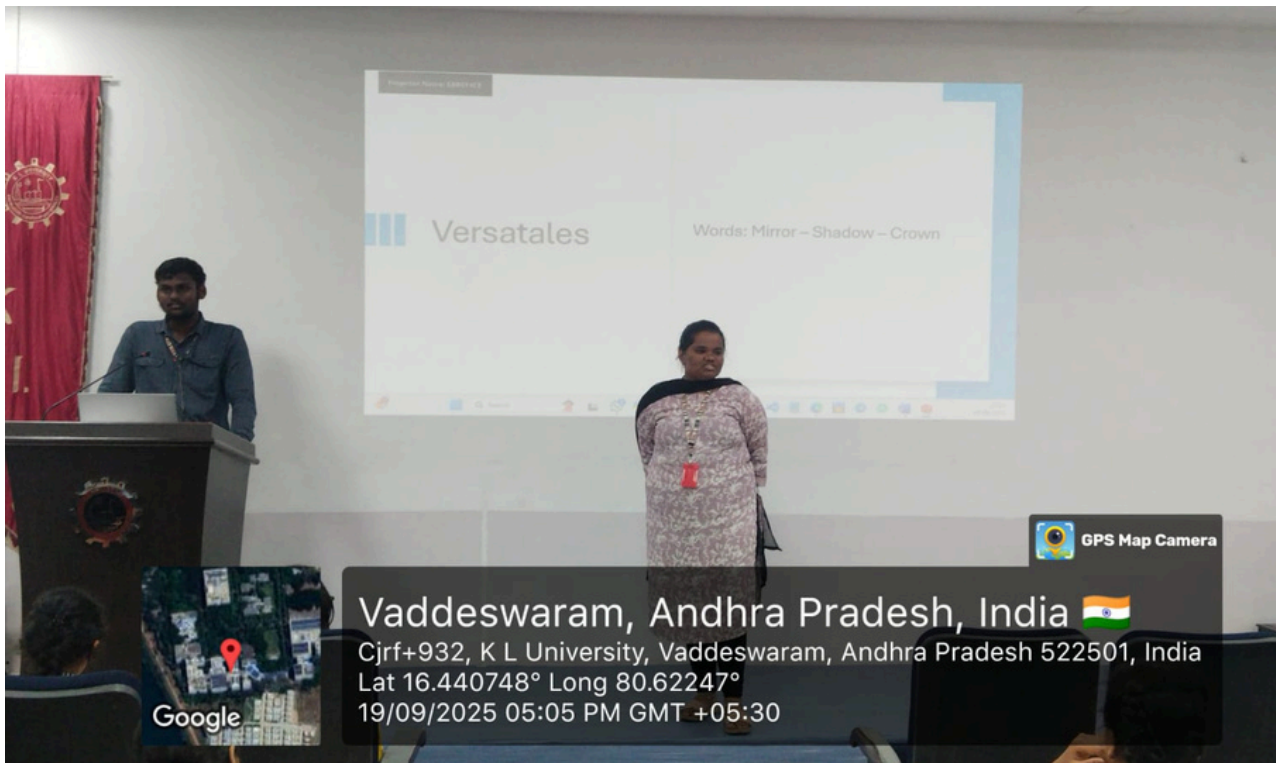 Versatales
Words: Mirror – Shadow – Crown
GPS Map Camera
Vaddeswaram, Andhra Pradesh, India
Cjrf+932, K L University, Vaddeswaram, Andhra Pradesh 522501, India
Lat 16.440748° Long 80.62247°
19/09/2025 05:05 PM GMT +05:30
Google